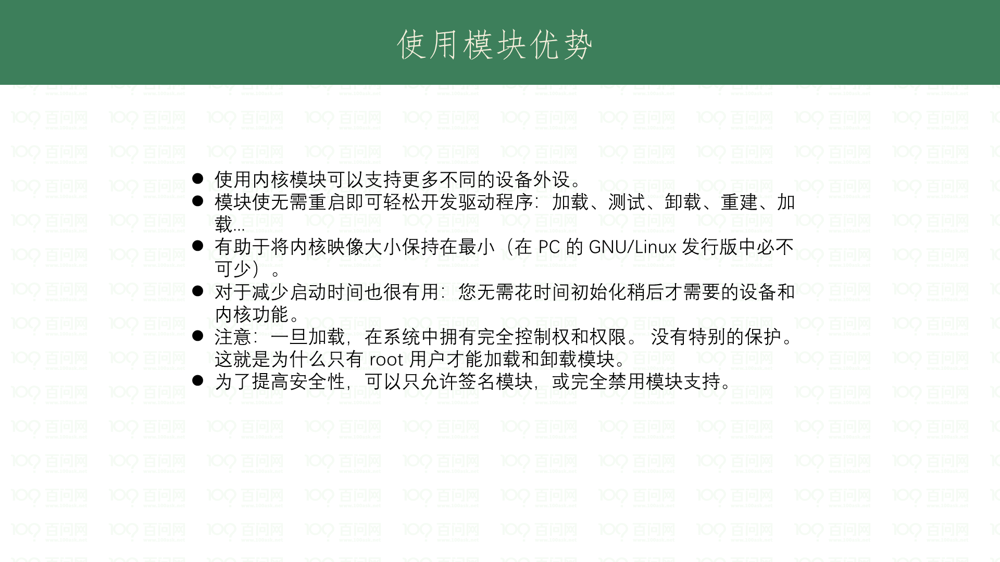 使用模块优势
● 使用内核模块可以支持更多不同的设备外设。
● 模块使无需重启即可轻松开发驱动程序：加载、测试、卸载、重建、加
载...
● 有助于将内核映像大小保持在最小（在 PC 的 GNU/Linux 发行版中必不
可少）。
● 对于减少启动时间也很有用：您无需花时间初始化稍后才需要的设备和
内核功能。
● 注意：一旦加载，在系统中拥有完全控制权和权限。 没有特别的保护。
这就是为什么只有 root 用户才能加载和卸载模块。
● 为了提高安全性，可以只允许签名模块，或完全禁用模块支持。
百问网
www.100ask.net